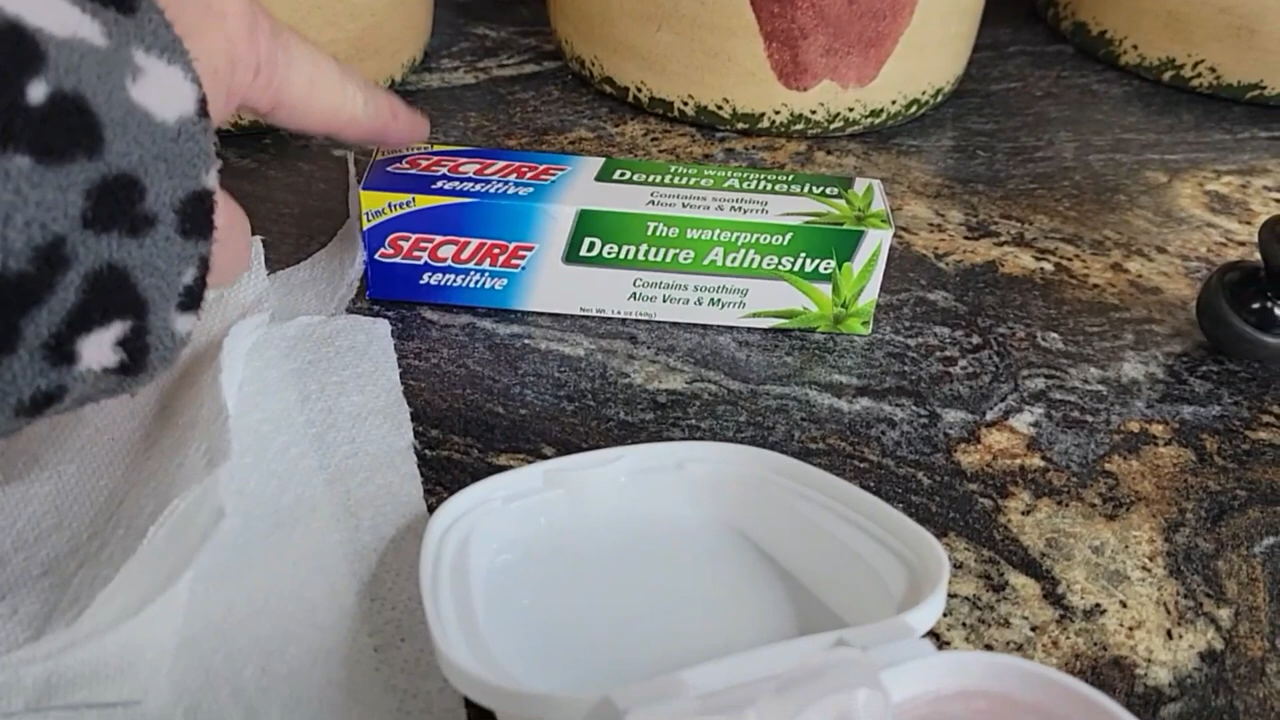 Zinc free!
SECURE
sensitive
The waterproof
Denture Adhesive
Contains soothing
Aloe Vera & Myrrh
Zinc free!
SECURE
sensitive
The waterproof
Denture Adhesive
Contains soothing
Aloe Vera & Myrrh
Net Wt. 1.4 oz (40g)